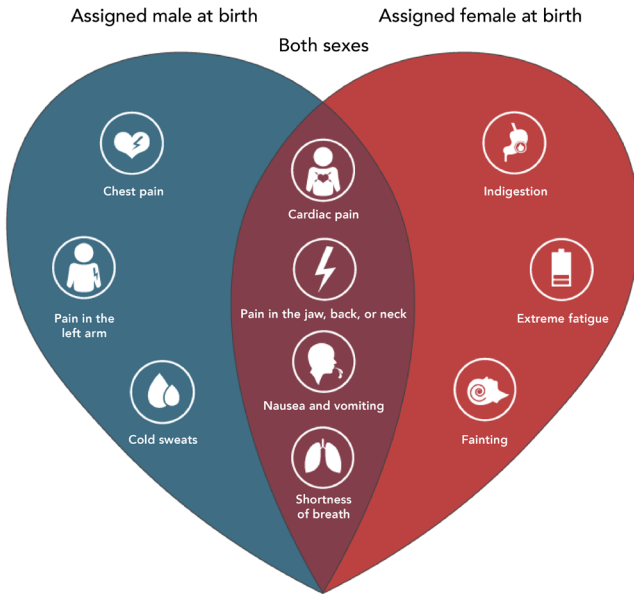 Assigned male at birth
Assigned female at birth
Both sexes
Chest pain
Pain in the
left arm
Cold sweats
Cardiac pain
Pain in the jaw, back, or neck
Nausea and vomiting
Shortness
of breath
Indigestion
Extreme fatigue
Fainting